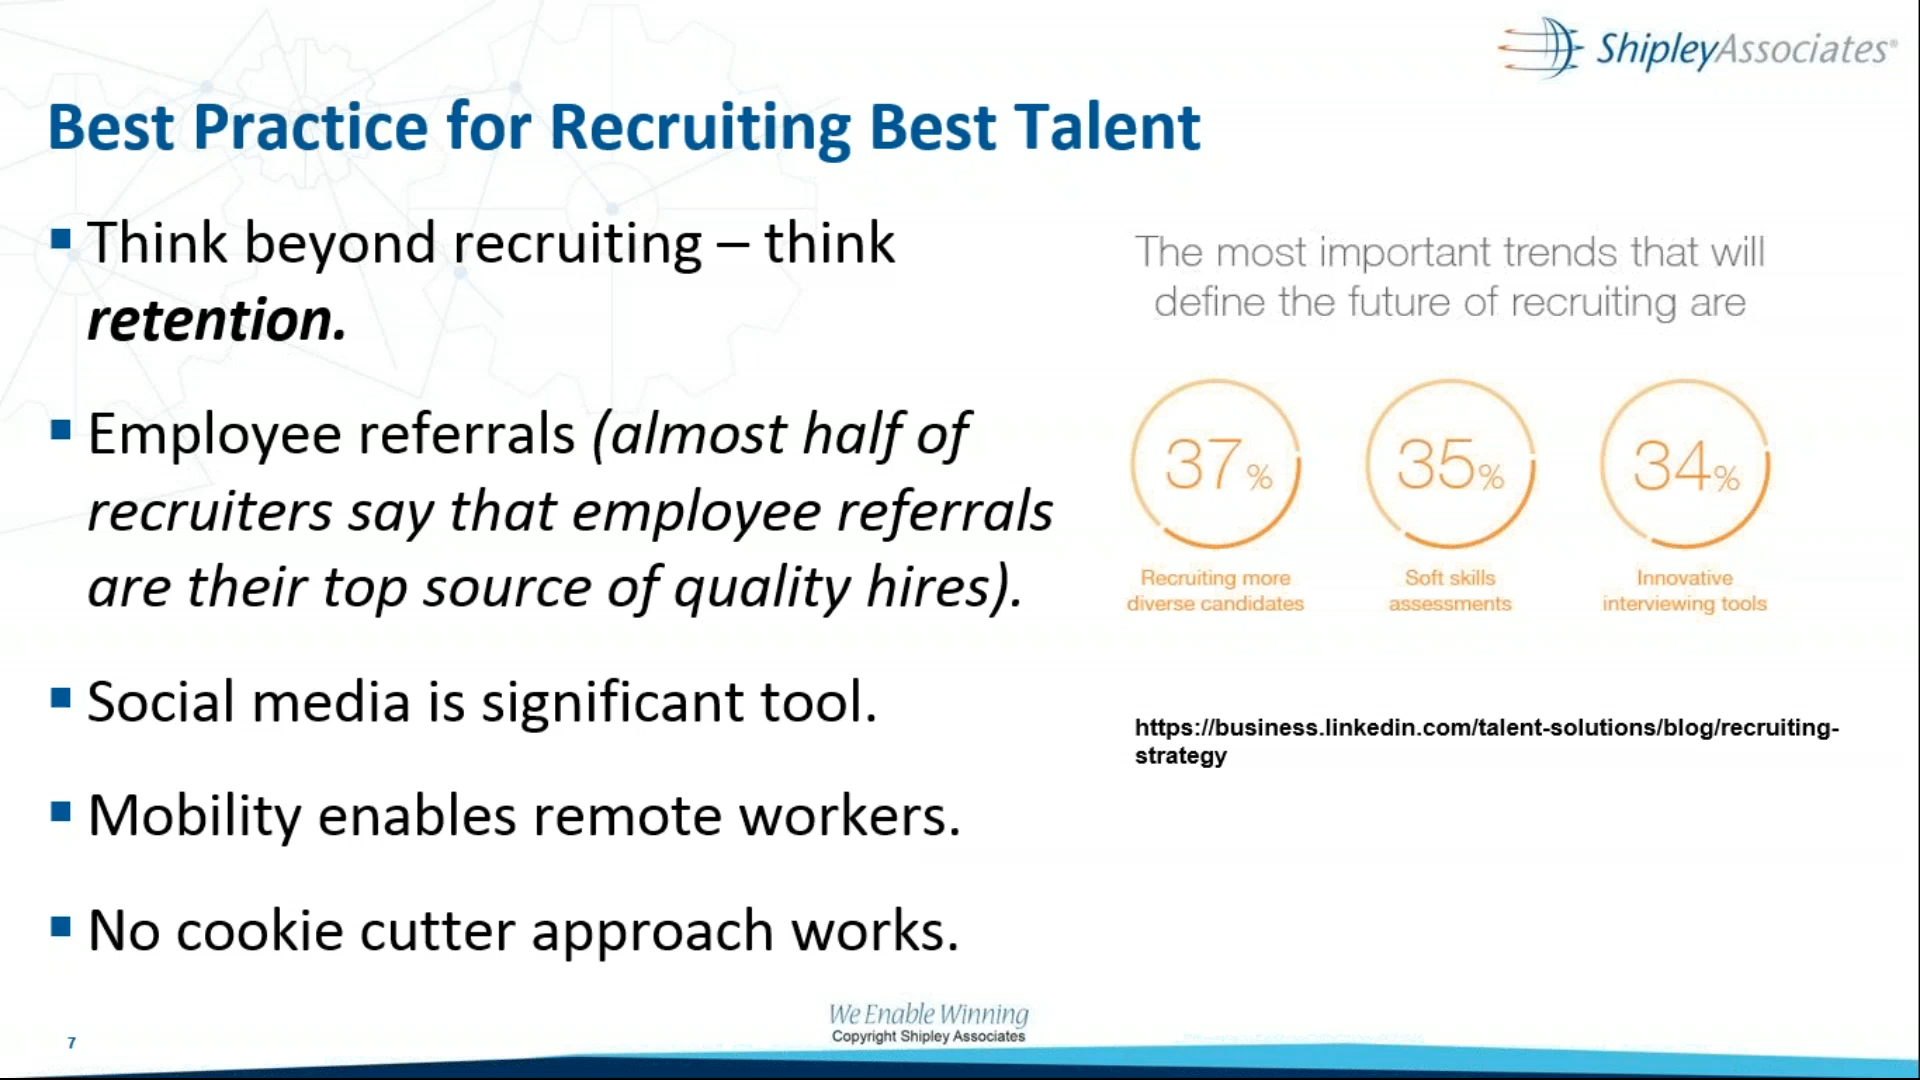 ShipleyAssociates®
Best Practice for Recruiting Best Talent
▪ Think beyond recruiting – think
retention.
▪ Employee referrals (almost half of
recruiters say that employee referrals
are their top source of quality hires).
▪ Social media is significant tool.
▪ Mobility enables remote workers.
▪ No cookie cutter approach works.
The most important trends that will
define the future of recruiting are
37%
Recruiting more
diverse candidates
35%
Soft skills
assessments
34%
Innovative
interviewing tools
https://business.linkedin.com/talent-solutions/blog/recruiting-
strategy
We Enable Winning
Copyright Shipley Associates
7